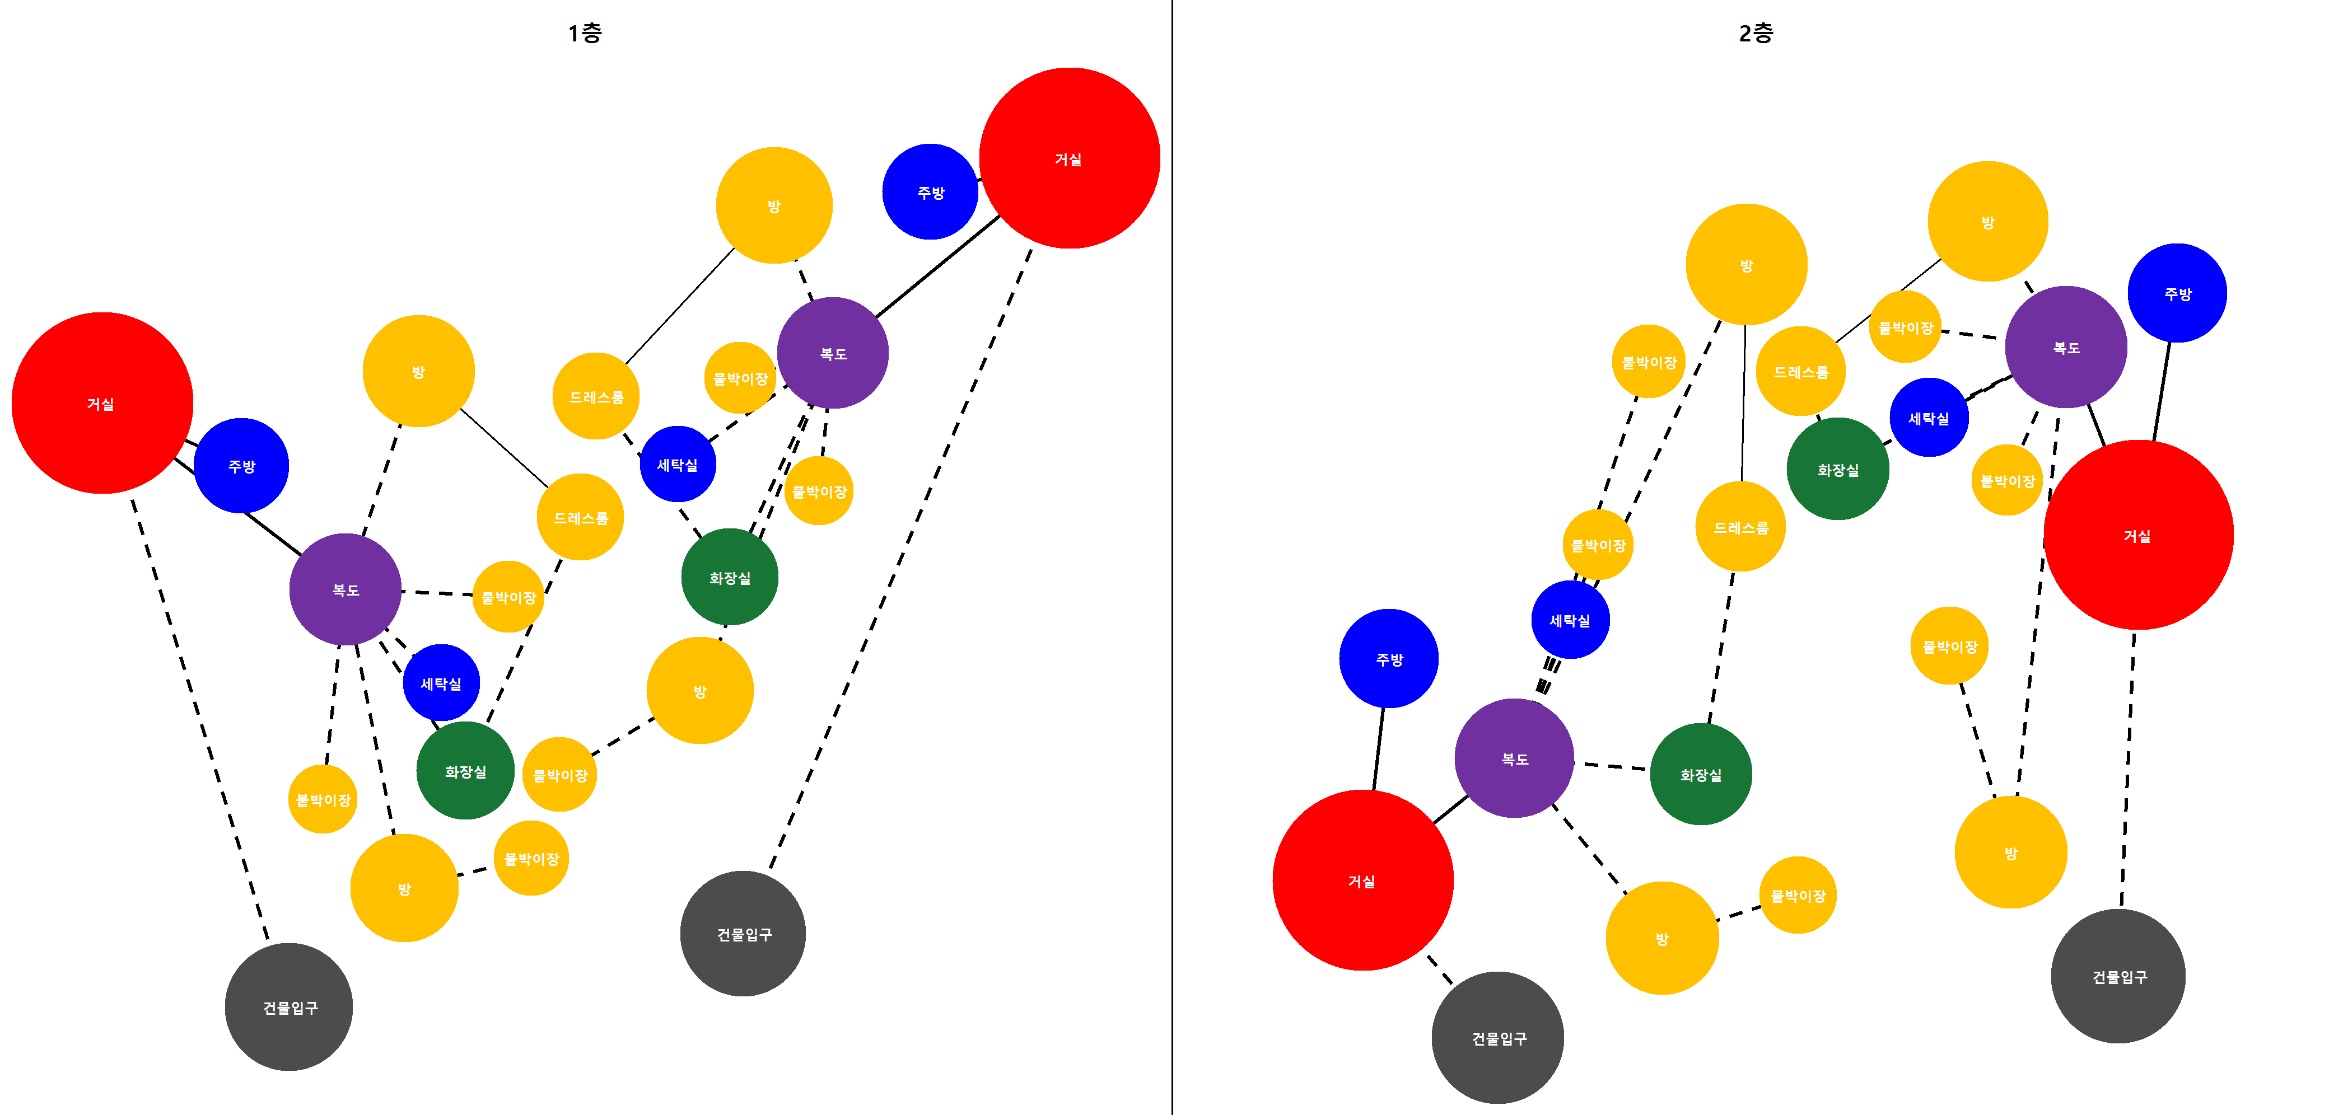 1층
거실
주방
방
방
주방
거실
복도
드레스룸
붙박이장
복도
세탁실
붙박이장
드레스룸
화장실
복도
붙박이장
세탁실
방
화장실
붙박이장
붙박이장
붙박이장
방
건물입구
건물입구
2층
방
방
주방
붙박이장
복도
붙박이장
드레스룸
세탁실
화장실
붙박이장
드레스룸
거실
붙박이장
세탁실
붙박이장
주방
복도
화장실
방
거실
붙박이장
방
건물입구
건물입구